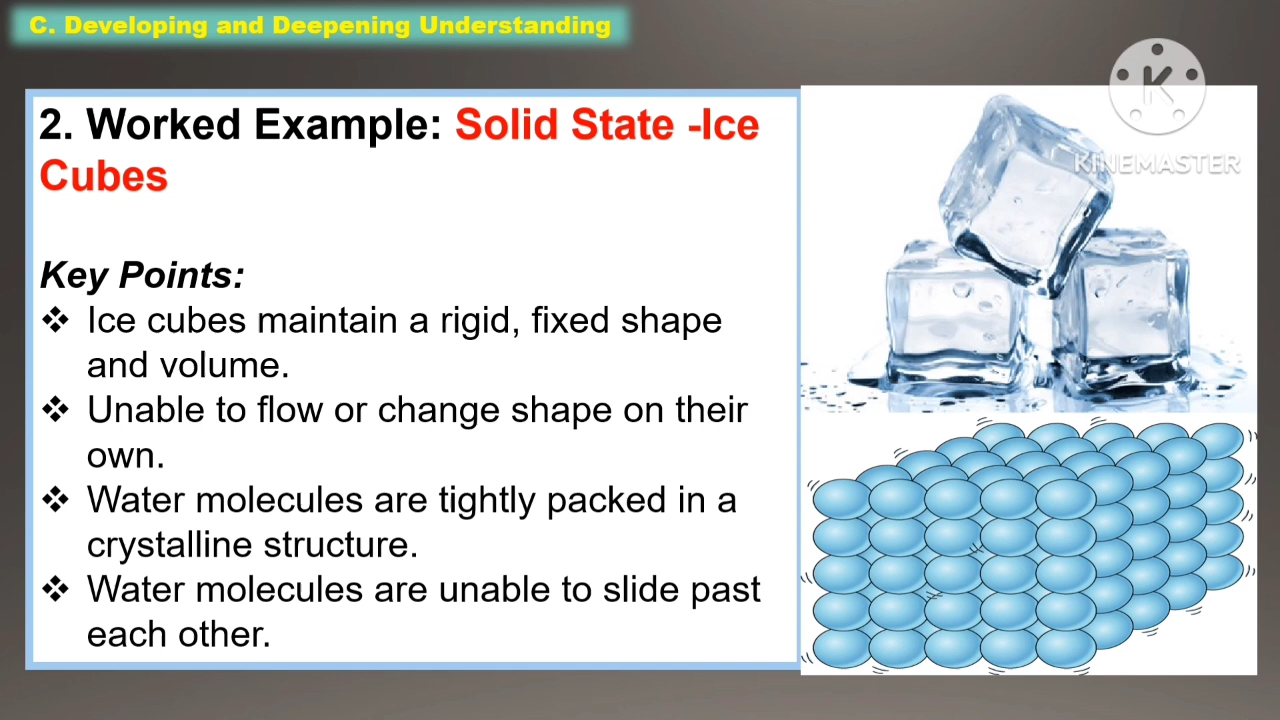 C. Developing and Deepening Understanding
2. Worked Example: Solid State -Ice
Cubes
Key Points:
❖ Ice cubes maintain a rigid, fixed shape
and volume.
❖ Unable to flow or change shape on their
own.
❖ Water molecules are tightly packed in a
crystalline structure.
❖ Water molecules are unable to slide past
each other.
K
KINEMASTER